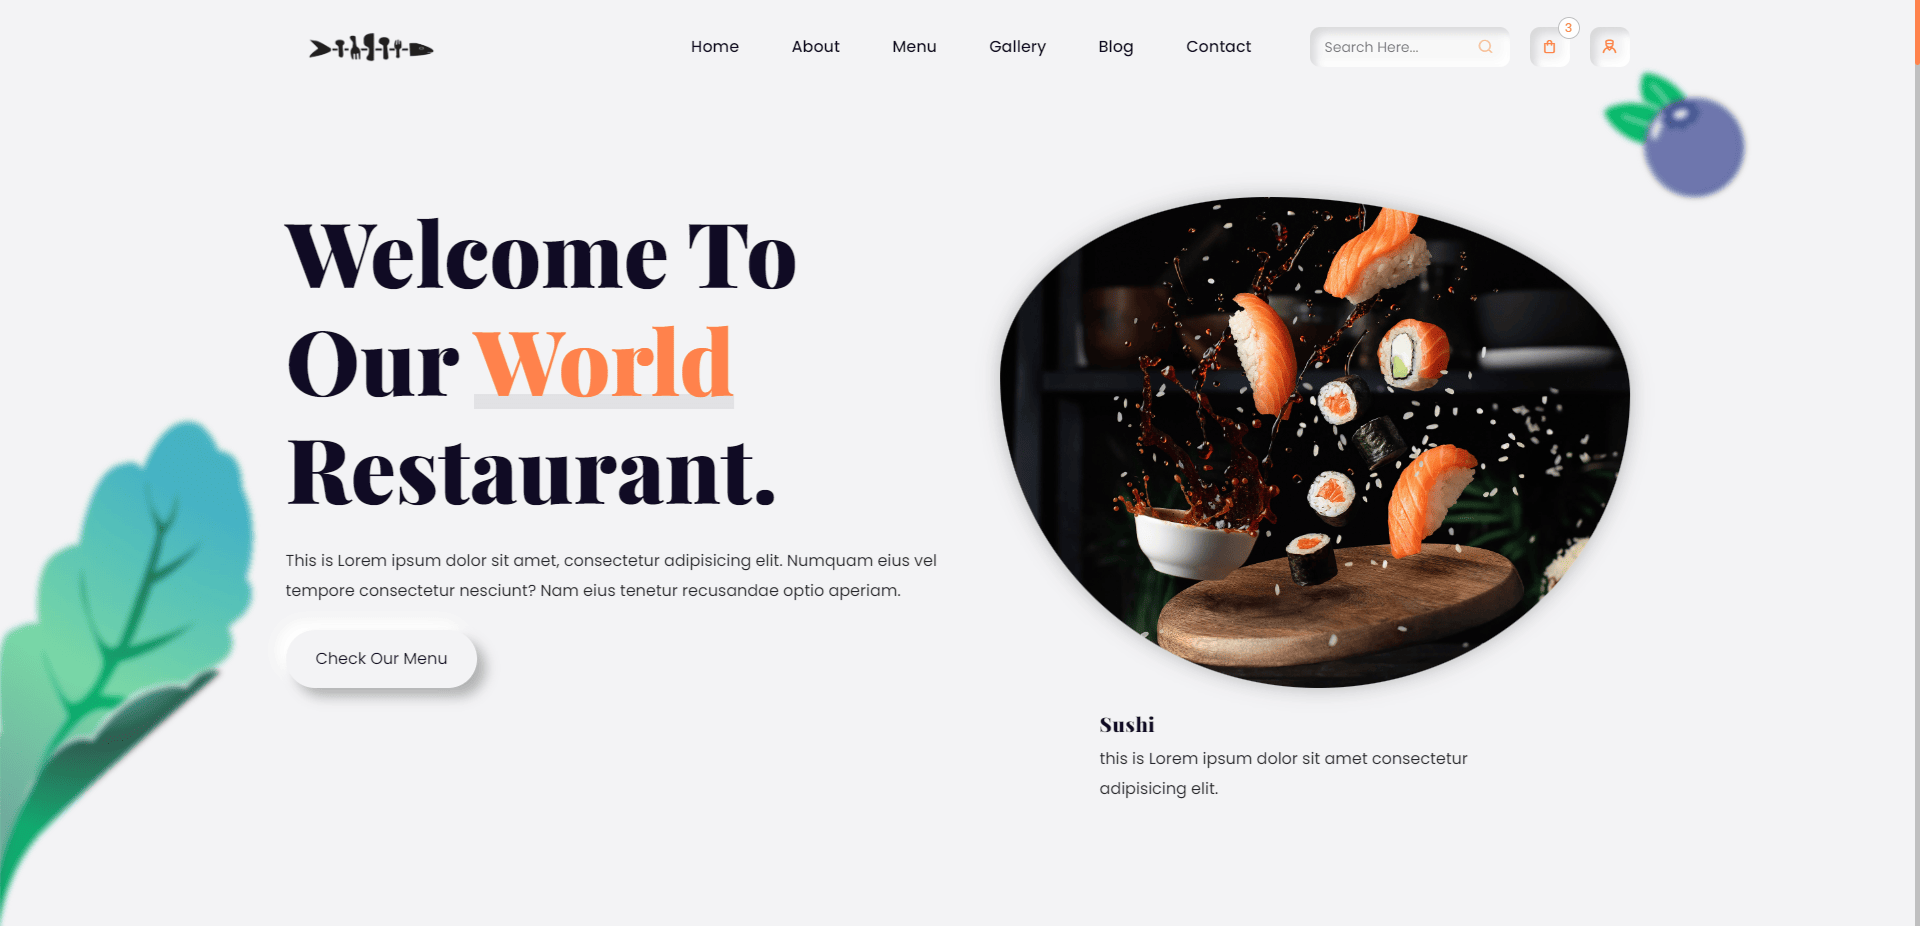 Home About Menu Gallery Blog Contact Search Here... 3
Welcome To
Our World
Restaurant.
This is Lorem ipsum dolor sit amet, consectetur adipisicing elit. Numquam eius vel
tempore consectetur nesciunt? Nam eius tenetur recusandae optio aperiam.
Check Our Menu
Sushi
this is Lorem ipsum dolor sit amet consectetur
adipisicing elit.